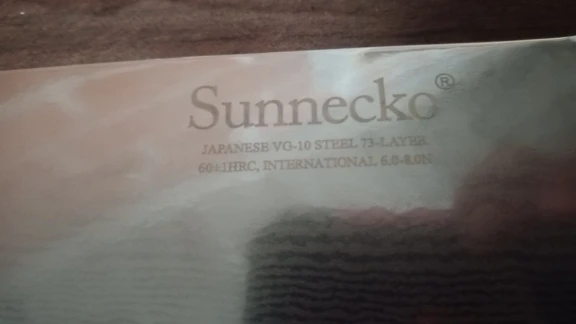 Sunnecko®
JAPANESE VG-10 STEEL 73-LAYER
60±1HRC, INTERNATIONAL 6.0-8.0N